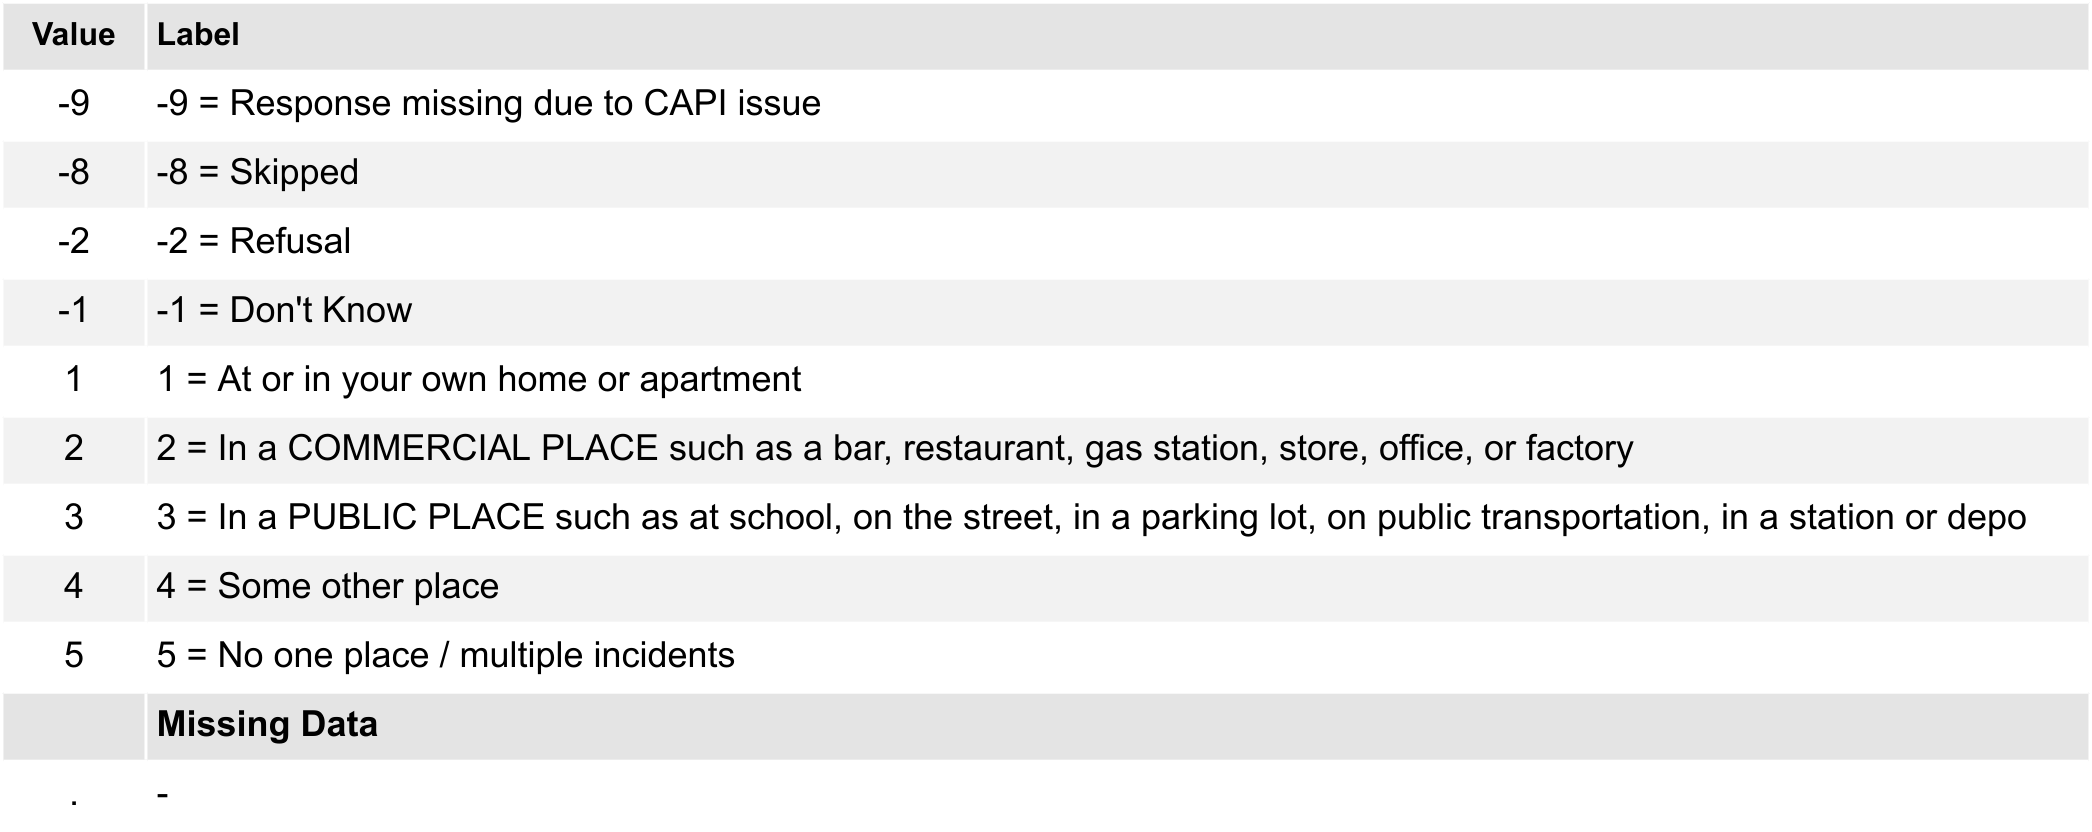 Value Label
-9 -9 = Response missing due to CAPI issue
-8 -8 = Skipped
-2 -2 = Refusal
-1 -1 = Don't Know
1 1 = At or in your own home or apartment
2 2 = In a COMMERCIAL PLACE such as a bar, restaurant, gas station, store, office, or factory
3 3 = In a PUBLIC PLACE such as at school, on the street, in a parking lot, on public transportation, in a station or depo
4 4 = Some other place
5 5 = No one place / multiple incidents
Missing Data
. -